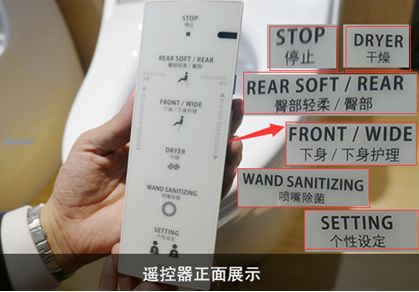 STOP
停止
REAR SOFT / REAR
臀部轻柔 / 臀部
FRONT / WIDE
下身 / 下身护理
DRYER
干燥
WAND SANITIZING
喷嘴除菌
SETTING
个性设定
STOP
停止
DRYER
干燥
REAR SOFT / REAR
臀部轻柔 / 臀部
FRONT / WIDE
下身 / 下身护理
WAND SANITIZING
喷嘴除菌
SETTING
个性设定
遥控器正面展示